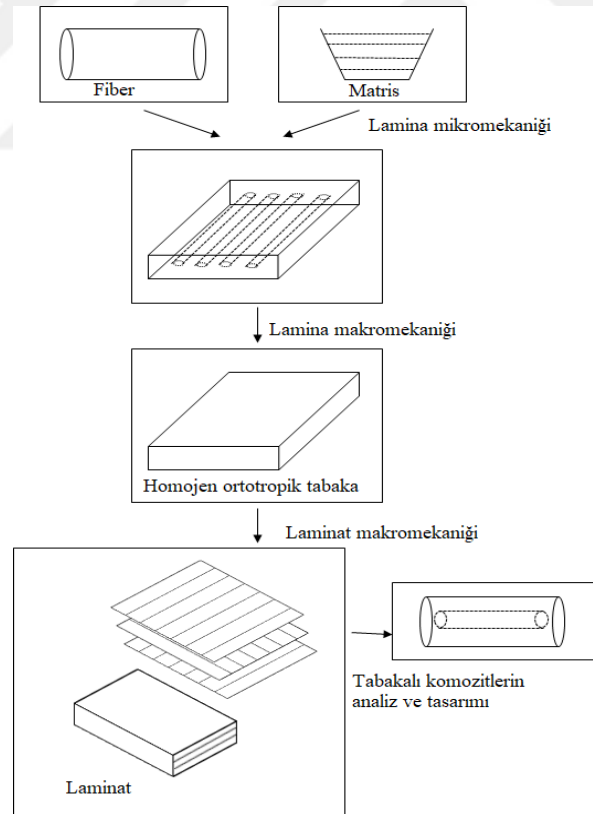 Fiber
Matris
Lamina mikromekaniği
Lamina makromekaniği
Homojen ortotropik tabaka
Laminat makromekaniği
Tabakalı komozitlerin
analiz ve tasarımı
Laminat